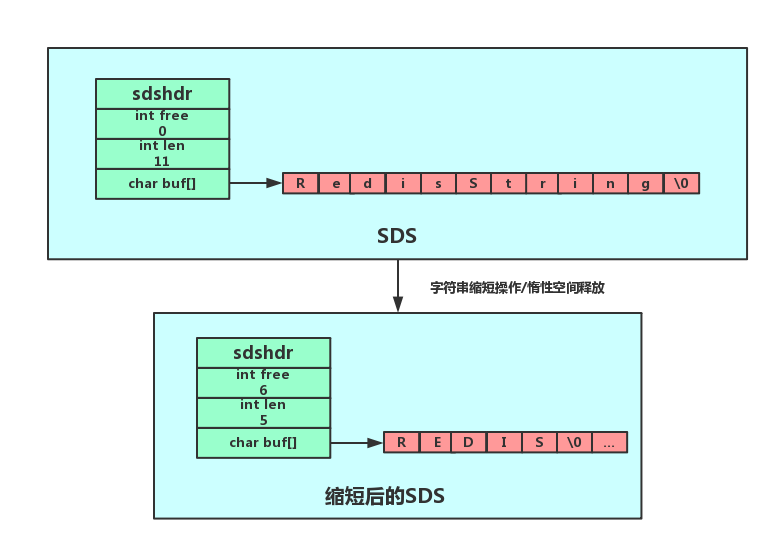 sdshdr
int free
0
int len
11
char buf[]
R e d i s S t r i n g \0
SDS
字符串缩短操作/惰性空间释放
sdshdr
int free
6
int len
5
char buf[]
R E D I S \0 ...
缩短后的SDS